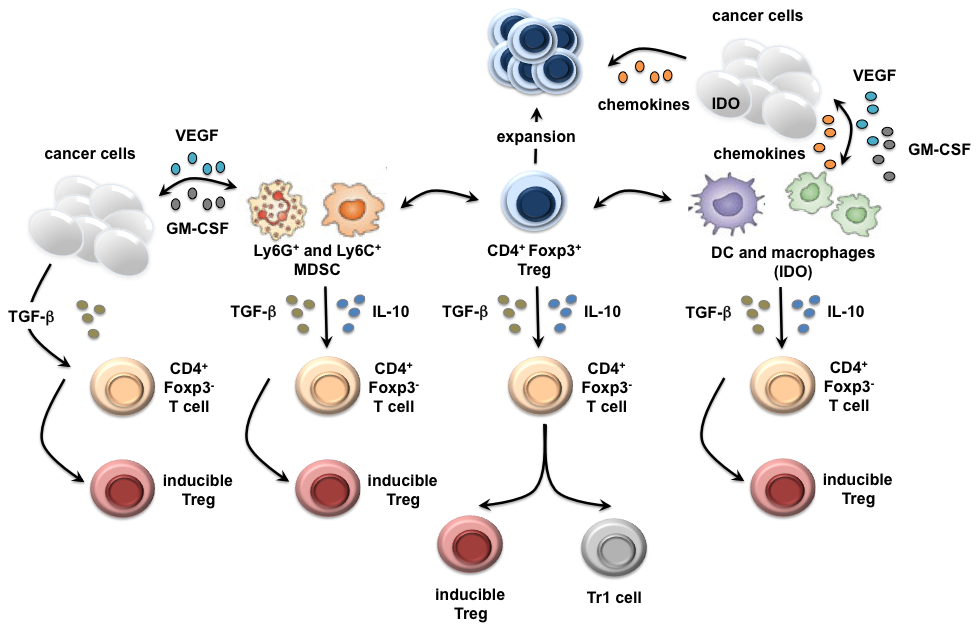 cancer cells
VEGF
IDO
chemokines
expansion
chemokines
GM-CSF
VEGF
cancer cells
GM-CSF
Ly6G⁺ and Ly6C⁺
MDSC
CD4⁺ Foxp3⁺
Treg
DC and macrophages
(IDO)
TGF-β
TGF-β
IL-10
TGF-β
IL-10
TGF-β
IL-10
CD4⁺
Foxp3⁻
T cell
CD4⁺
Foxp3⁻
T cell
CD4⁺
Foxp3⁻
T cell
CD4⁺
Foxp3⁻
T cell
inducible
Treg
inducible
Treg
inducible
Treg
inducible
Treg
Tr1 cell